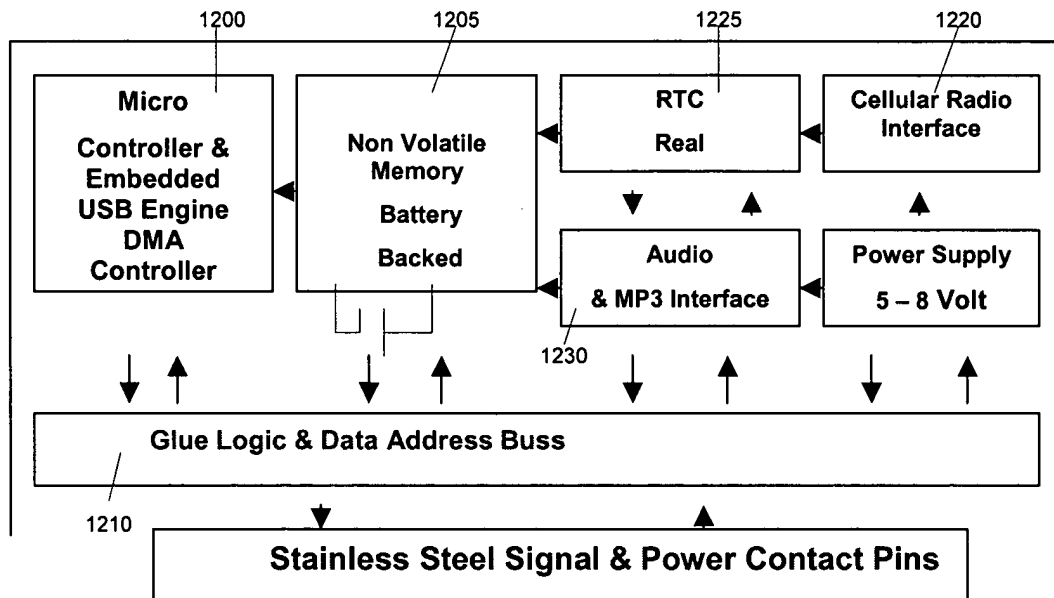 1200
1205
1225
1220
Micro
Controller &
Embedded
USB Engine
DMA
Controller
Non Volatile
Memory
Battery
Backed
RTC
Real
Cellular Radio
Interface
Audio
& MP3 Interface
Power Supply
5 – 8 Volt
1230
Glue Logic & Data Address Buss
1210
Stainless Steel Signal & Power Contact Pins